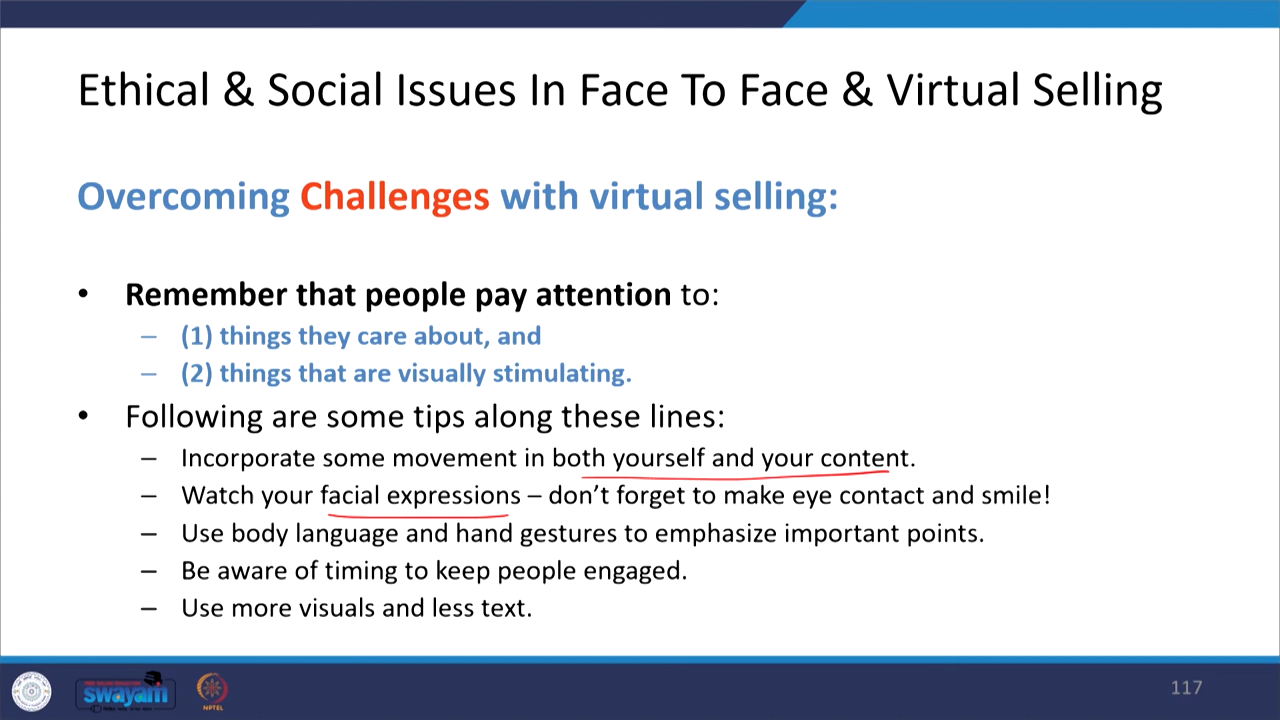 Ethical & Social Issues In Face To Face & Virtual Selling
Overcoming Challenges with virtual selling:
• Remember that people pay attention to:
– (1) things they care about, and
– (2) things that are visually stimulating.
• Following are some tips along these lines:
– Incorporate some movement in both yourself and your content.
– Watch your facial expressions – don’t forget to make eye contact and smile!
– Use body language and hand gestures to emphasize important points.
– Be aware of timing to keep people engaged.
– Use more visuals and less text.
swayam
NPTEL
117